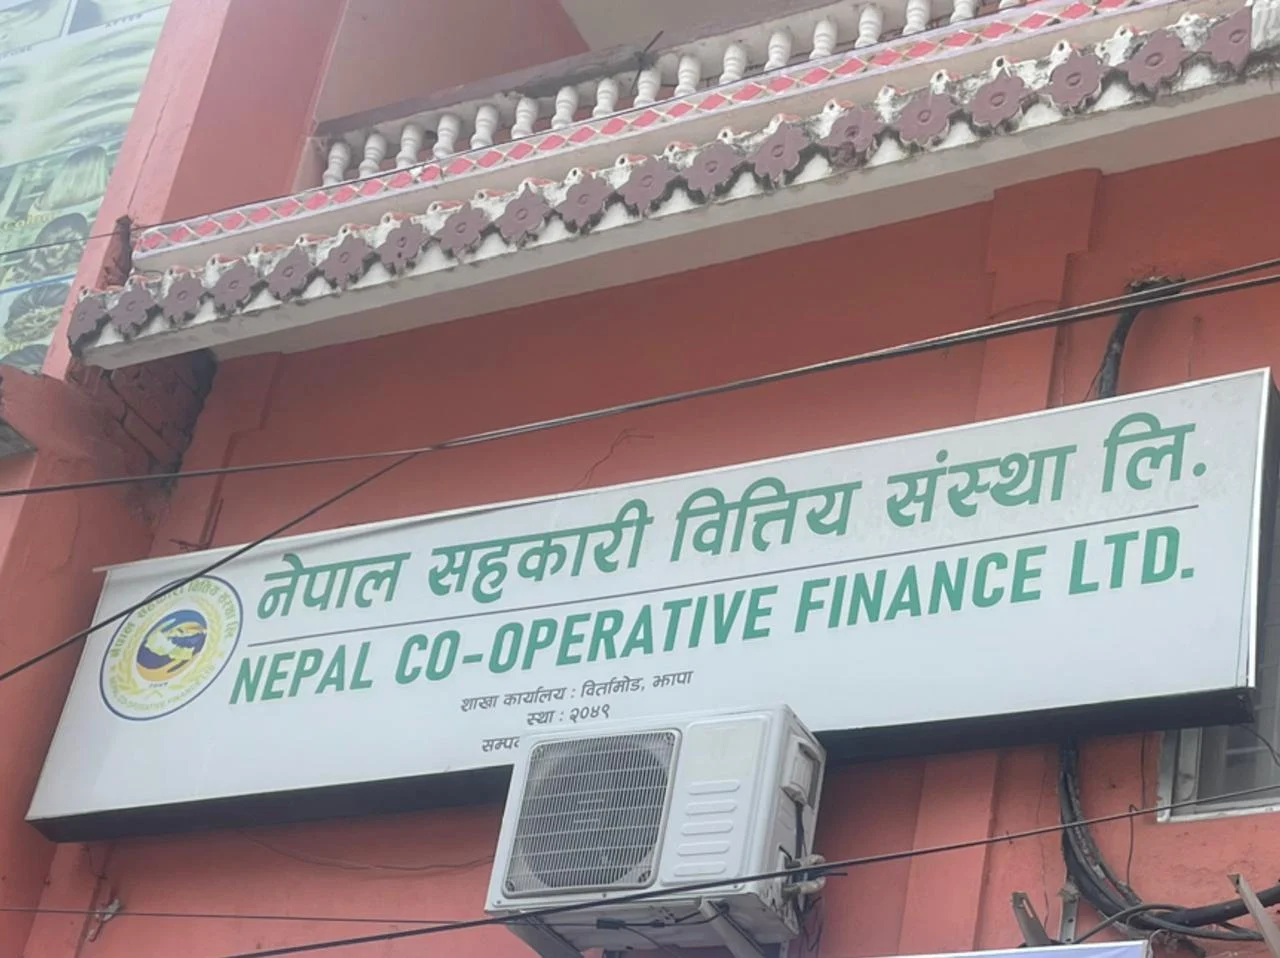 नेपाल सहकारी वित्तिय संस्था लि.
NEPAL CO-OPERATIVE FINANCE LTD.
शाखा कार्यालय : विर्तामोड, झापा
स्था : २०४९